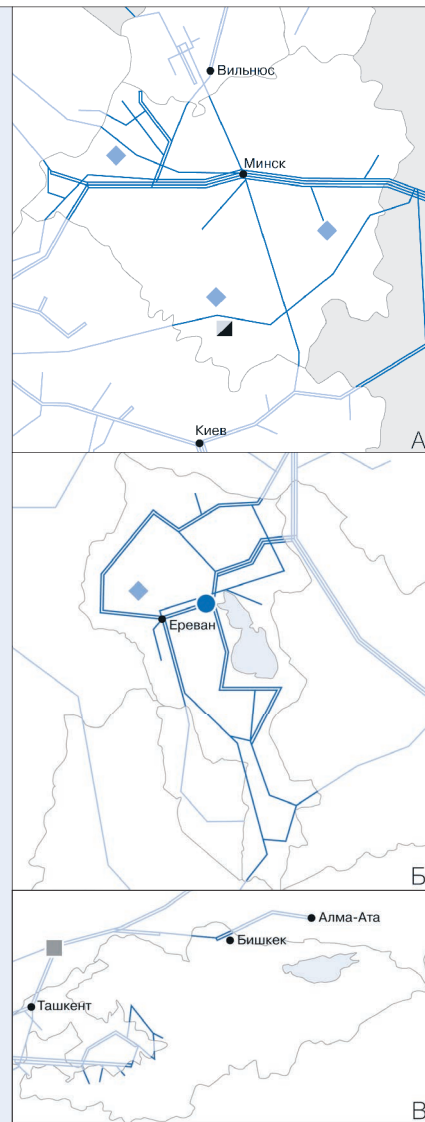 Вильнюс
Минск
Киев
А
Ереван
Б
Алма-Ата
Бишкек
Ташкент
В